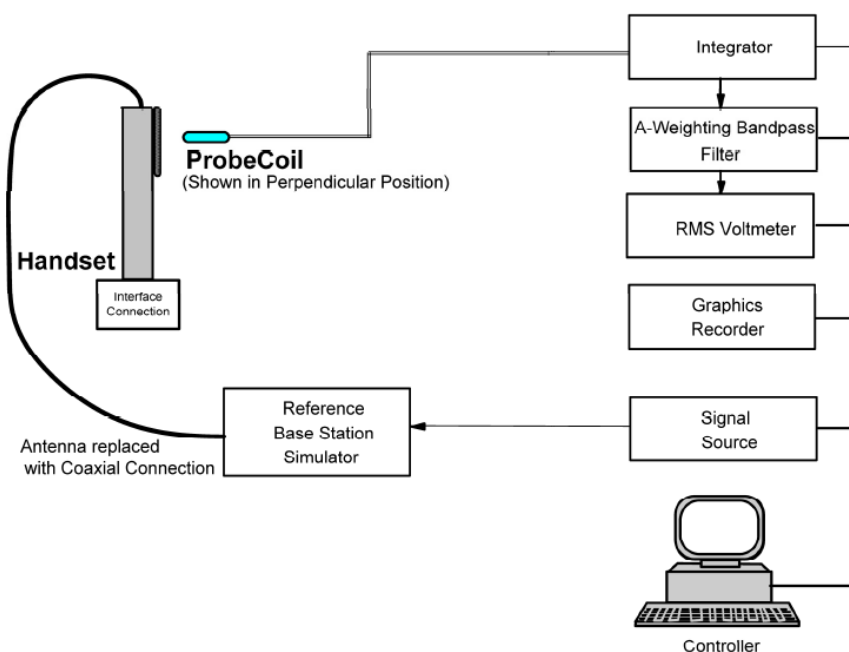 Integrator
A-Weighting Bandpass
Filter
ProbeCoil
(Shown in Perpendicular Position)
RMS Voltmeter
Handset
Interface
Connection
Graphics
Recorder
Reference
Base Station
Simulator
Signal
Source
Antenna replaced
with Coaxial Connection
Controller